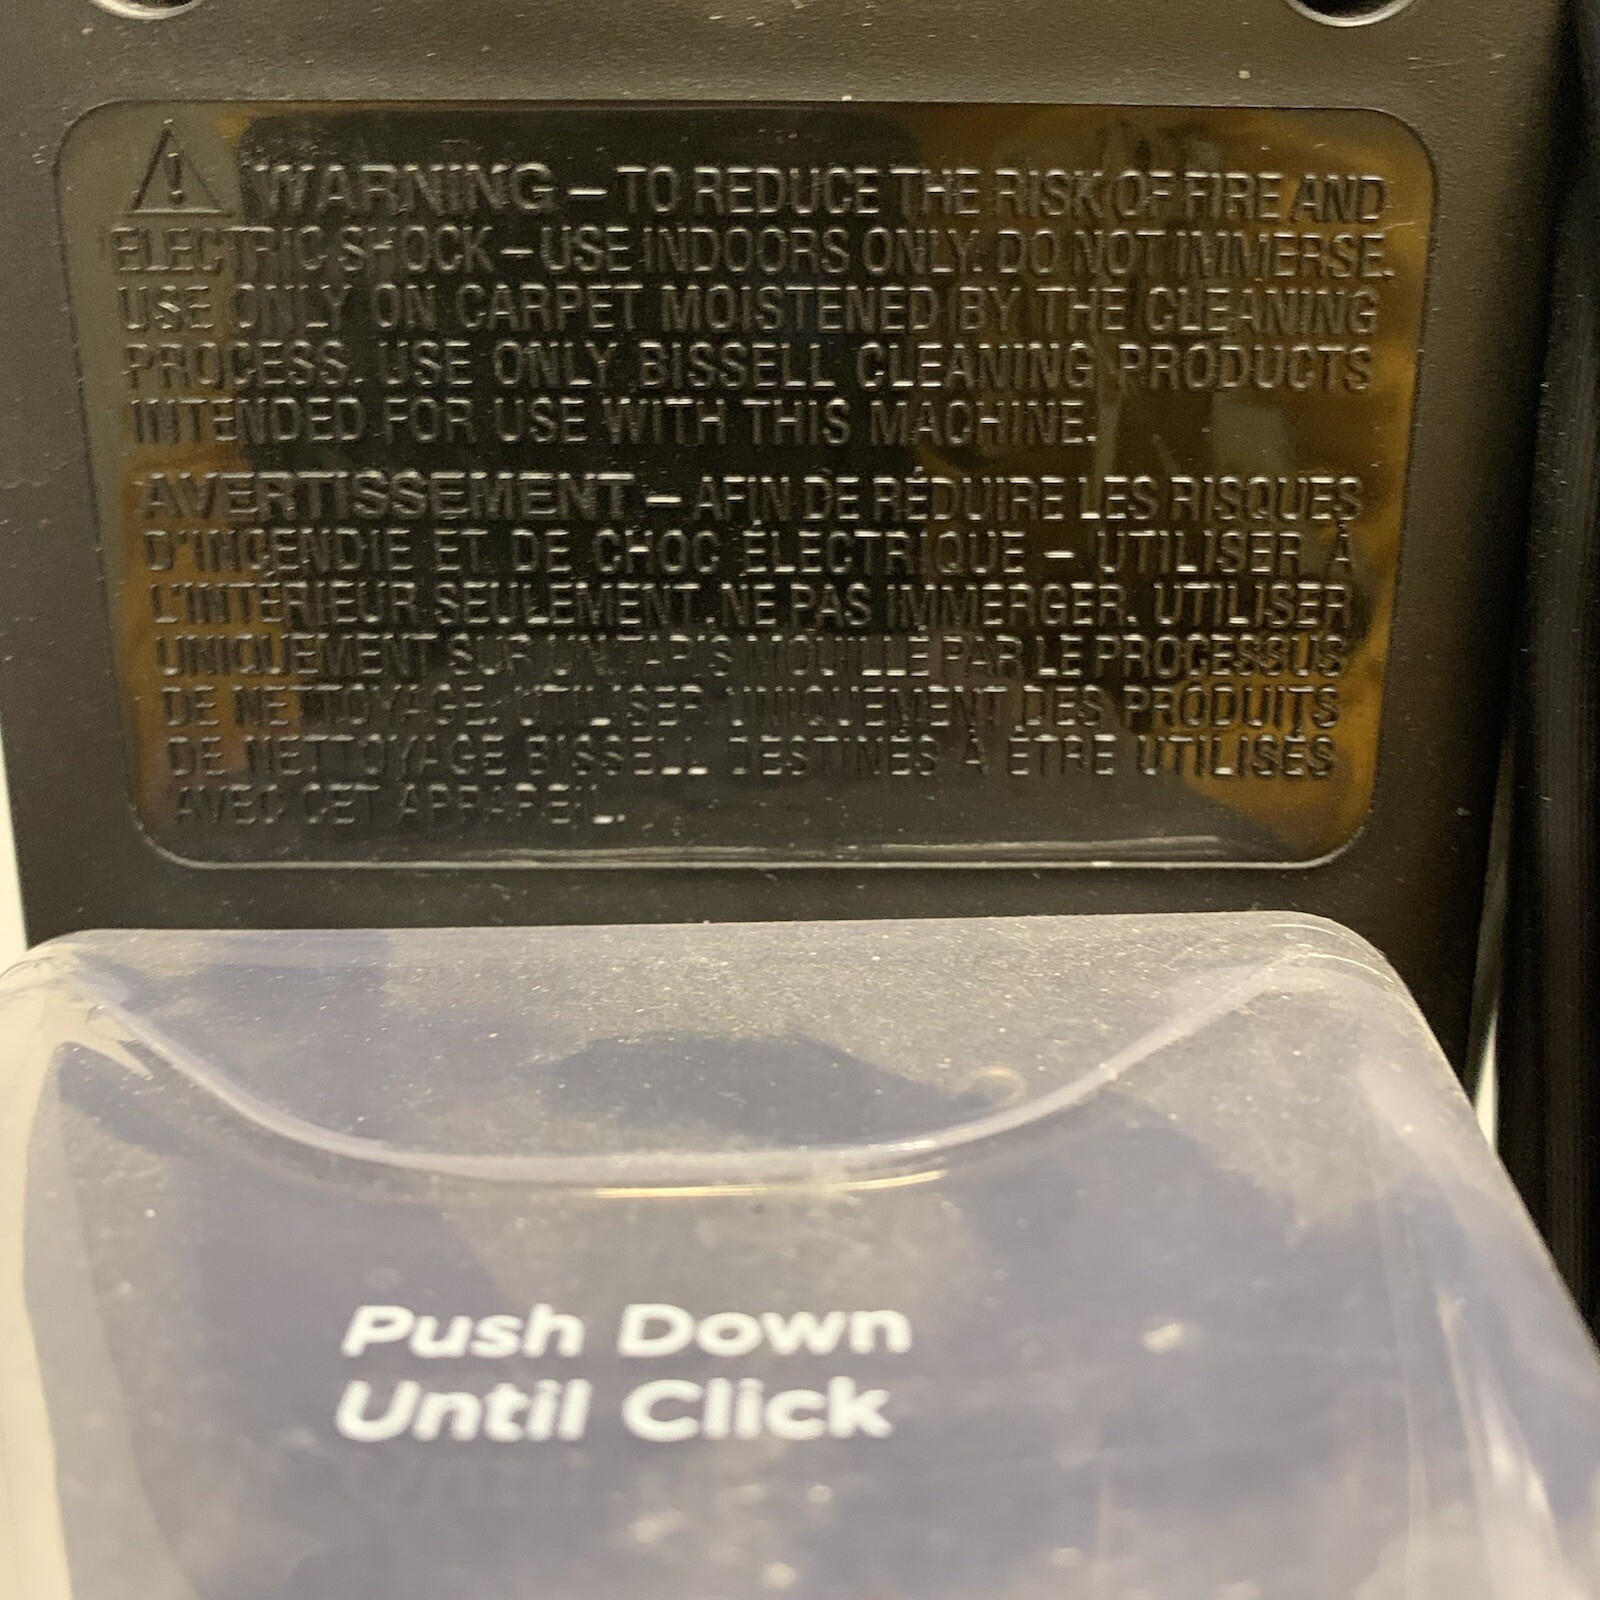 WARNING – TO REDUCE THE RISK OF FIRE AND
ELECTRIC SHOCK – USE INDOORS ONLY. DO NOT IMMERSE.
USE ONLY ON CARPET MOISTENED BY THE CLEANING
PROCESS. USE ONLY BISSELL CLEANING PRODUCTS
INTENDED FOR USE WITH THIS MACHINE.
AVERTISSEMENT – AFIN DE RÉDUIRE LES RISQUES
D'INCENDIE ET DE CHOC ÉLECTRIQUE – UTILISER À
L'INTÉRIEUR SEULEMENT. NE PAS IMMERGER. UTILISER
UNIQUEMENT SUR UN TAPIS MOUILLÉ PAR LE PROCESSUS
DE NETTOYAGE. UTILISER UNIQUEMENT DES PRODUITS
DE NETTOYAGE BISSELL DESTINÉS À ÊTRE UTILISÉS
AVEC CET APPAREIL.
Push Down
Until Click